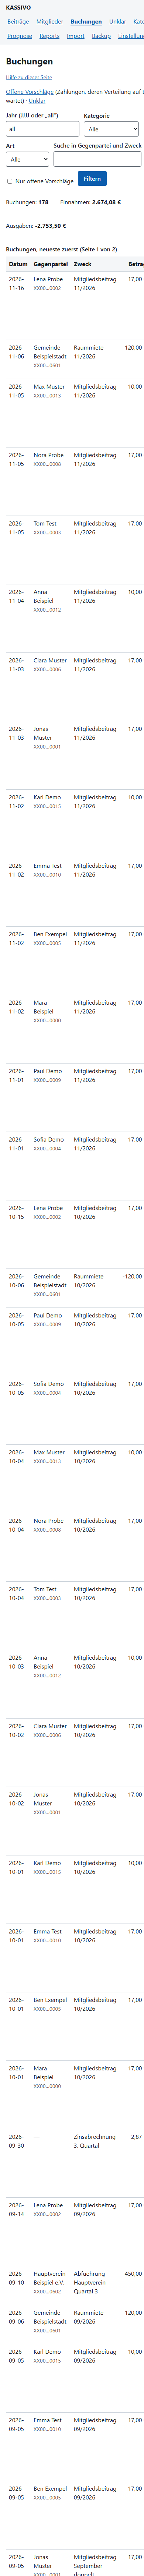 KASSIVO
Beiträge Mitglieder Buchungen Unklar Kate
Prognose Reports Import Backup Einstellun
Buchungen
Hilfe zu dieser Seite
Offene Vorschläge (Zahlungen, deren Verteilung auf B
wartet) · Unklar
Jahr (JJJJ oder „all")
Kategorie
all
Alle
Art
Suche in Gegenpartei und Zweck
Alle
Nur offene Vorschläge
Filtern
Buchungen: 178 Einnahmen: 2.674,08 €
Ausgaben: -2.753,50 €
Buchungen, neueste zuerst (Seite 1 von 2)
Datum Gegenpartei Zweck Betrag
2026- Lena Probe Mitgliedsbeitrag 17,00
11-16 XX00…0002 11/2026
2026- Gemeinde Raummiete -120,00
11-06 Beispielstadt 11/2026
XX00…0601
2026- Max Muster Mitgliedsbeitrag 10,00
11-05 XX00…0013 11/2026
2026- Nora Probe Mitgliedsbeitrag 17,00
11-05 XX00…0008 11/2026
2026- Tom Test Mitgliedsbeitrag 17,00
11-05 XX00…0003 11/2026
2026- Anna Mitgliedsbeitrag 10,00
11-04 Beispiel 11/2026
XX00…0012
2026- Clara Muster Mitgliedsbeitrag 17,00
11-03 XX00…0006 11/2026
2026- Jonas Mitgliedsbeitrag 17,00
11-03 Muster 11/2026
XX00…0001
2026- Karl Demo Mitgliedsbeitrag 10,00
11-02 XX00…0015 11/2026
2026- Emma Test Mitgliedsbeitrag 17,00
11-02 XX00…0010 11/2026
2026- Ben Exempel Mitgliedsbeitrag 17,00
11-02 XX00…0005 11/2026
2026- Mara Mitgliedsbeitrag 17,00
11-02 Beispiel 11/2026
XX00…0000
2026- Paul Demo Mitgliedsbeitrag 17,00
11-01 XX00…0009 11/2026
2026- Sofia Demo Mitgliedsbeitrag 17,00
11-01 XX00…0004 11/2026
2026- Lena Probe Mitgliedsbeitrag 17,00
10-15 XX00…0002 10/2026
2026- Gemeinde Raummiete -120,00
10-06 Beispielstadt 10/2026
XX00…0601
2026- Paul Demo Mitgliedsbeitrag 17,00
10-05 XX00…0009 10/2026
2026- Sofia Demo Mitgliedsbeitrag 17,00
10-05 XX00…0004 10/2026
2026- Max Muster Mitgliedsbeitrag 10,00
10-04 XX00…0013 10/2026
2026- Nora Probe Mitgliedsbeitrag 17,00
10-04 XX00…0008 10/2026
2026- Tom Test Mitgliedsbeitrag 17,00
10-04 XX00…0003 10/2026
2026- Anna Mitgliedsbeitrag 10,00
10-03 Beispiel 10/2026
XX00…0012
2026- Clara Muster Mitgliedsbeitrag 17,00
10-02 XX00…0006 10/2026
2026- Jonas Mitgliedsbeitrag 17,00
10-02 Muster 10/2026
XX00…0001
2026- Karl Demo Mitgliedsbeitrag 10,00
10-01 XX00…0015 10/2026
2026- Emma Test Mitgliedsbeitrag 17,00
10-01 XX00…0010 10/2026
2026- Ben Exempel Mitgliedsbeitrag 17,00
10-01 XX00…0005 10/2026
2026- Mara Mitgliedsbeitrag 17,00
10-01 Beispiel 10/2026
XX00…0000
2026- — Zinsabrechnung 2,87
09-30 3. Quartal
2026- Lena Probe Mitgliedsbeitrag 17,00
09-14 XX00…0002 09/2026
2026- Hauptverein Abfuehrung -450,00
09-10 Beispiel e.V. Hauptverein
XX00…0602 Quartal 3
2026- Gemeinde Raummiete -120,00
09-06 Beispielstadt 09/2026
XX00…0601
2026- Karl Demo Mitgliedsbeitrag 10,00
09-05 XX00…0015 09/2026
2026- Emma Test Mitgliedsbeitrag 17,00
09-05 XX00…0010 09/2026
2026- Ben Exempel Mitgliedsbeitrag 17,00
09-05 XX00…0005 09/2026
2026- Jonas Mitgliedsbeitrag 17,00
09-05 Muster September
XX00…0001 doppelt